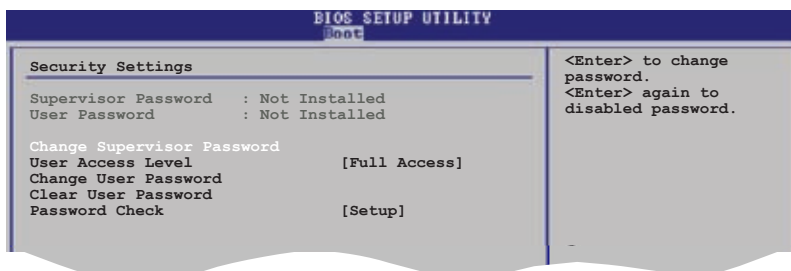 BIOS SETUP UTILITY
Boot
Security Settings
Supervisor Password : Not Installed
User Password : Not Installed
Change Supervisor Password
User Access Level [Full Access]
Change User Password
Clear User Password
Password Check [Setup]
<Enter> to change
password.
<Enter> again to
disabled password.